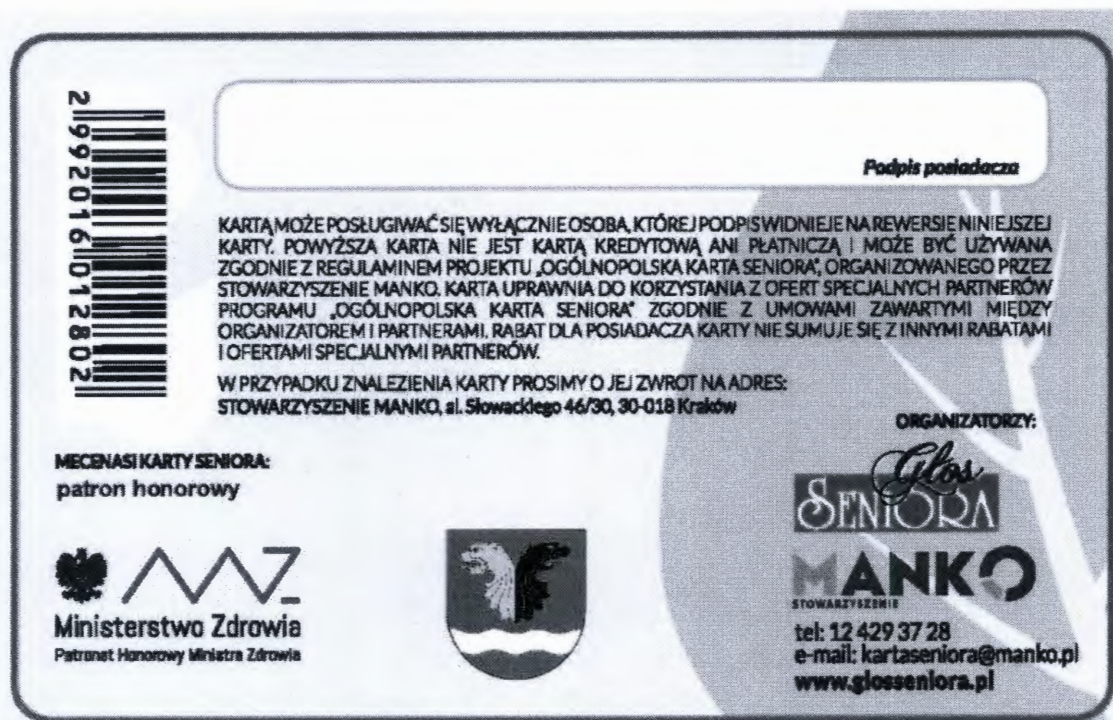 2992016012802
Podpis posiadacza
KARTĄ MOŻE POSŁUGIWAĆ SIĘ WYŁĄCZNIE OSOBA, KTÓREJ PODPIS WIDNIEJE NA REWERSIE NINIEJSZEJ
KARTY. POWYŻSZA KARTA NIE JEST KARTĄ KREDYTOWĄ ANI PŁATNICZĄ I MOŻE BYĆ UŻYWANA
ZGODNIE Z REGULAMINEM PROJEKTU „OGÓLNOPOLSKA KARTA SENIORA”, ORGANIZOWANEGO PRZEZ
STOWARZYSZENIE MANKO. KARTA UPRAWNIA DO KORZYSTANIA Z OFERT SPECJALNYCH PARTNERÓW
PROGRAMU „OGÓLNOPOLSKA KARTA SENIORA” ZGODNIE Z UMOWAMI ZAWARTYMI MIĘDZY
ORGANIZATOREM I PARTNERAMI. RABAT DLA POSIADACZA KARTY NIE SUMUJE SIĘ Z INNYMI RABATAMI
I OFERTAMI SPECJALNYMI PARTNERÓW.
W PRZYPADKU ZNALEZIENIA KARTY PROSIMY O JEJ ZWROT NA ADRES:
STOWARZYSZENIE MANKO, al. Słowackiego 46/30, 30-018 Kraków
ORGANIZATORZY:
Głos
SENIORA
MANKO
STOWARZYSZENIE
tel: 12 429 37 28
e-mail: kartaseniora@manko.pl
www.glosseniora.pl
MECENASI KARTY SENIORA:
patron honorowy
MZ
Ministerstwo Zdrowia
Patronat Honorowy Ministra Zdrowia